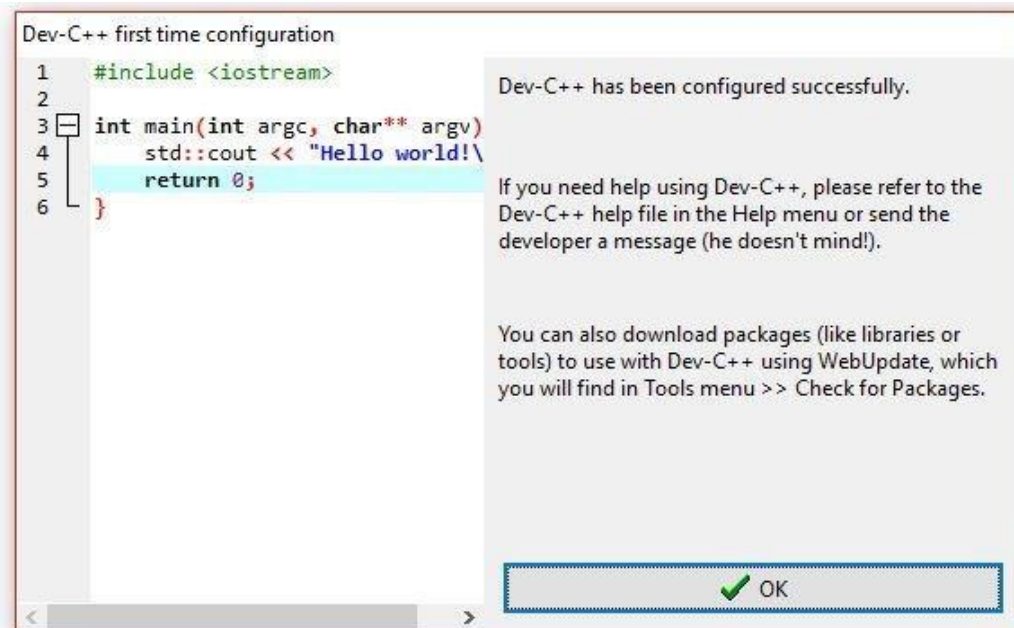 Dev-C++ first time configuration
1 #include <iostream>
2
3 int main(int argc, char** argv)
4 std::cout << "Hello world!\
5 return 0;
6 }
Dev-C++ has been configured successfully.
If you need help using Dev-C++, please refer to the
Dev-C++ help file in the Help menu or send the
developer a message (he doesn't mind!).
You can also download packages (like libraries or
tools) to use with Dev-C++ using WebUpdate, which
you will find in Tools menu >> Check for Packages.
OK